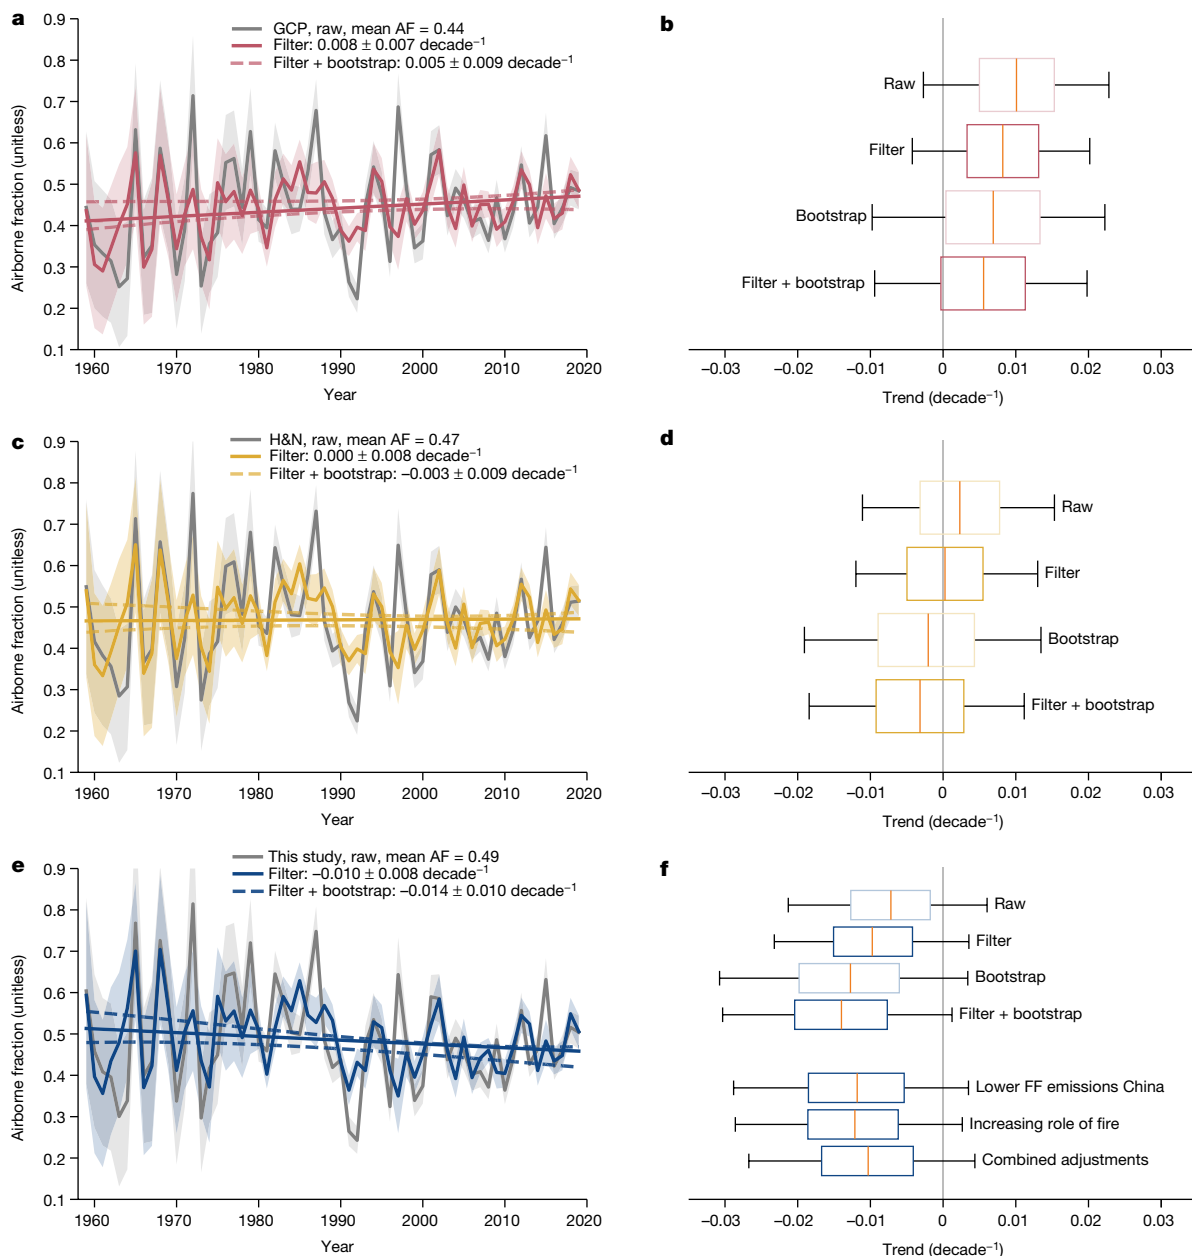 a
GCP, raw, mean AF = 0.44
Filter: 0.008 ± 0.007 decade⁻¹
Filter + bootstrap: 0.005 ± 0.009 decade⁻¹
0.9
0.8
0.7
0.6
0.5
0.4
0.3
0.2
0.1
Airborne fraction (unitless)
1960 1970 1980 1990 2000 2010 2020
Year
b
Raw
Filter
Bootstrap
Filter + bootstrap
−0.03 −0.02 −0.01 0 0.01 0.02 0.03
Trend (decade⁻¹)
c
H&N, raw, mean AF = 0.47
Filter: 0.000 ± 0.008 decade⁻¹
Filter + bootstrap: −0.003 ± 0.009 decade⁻¹
0.9
0.8
0.7
0.6
0.5
0.4
0.3
0.2
0.1
Airborne fraction (unitless)
1960 1970 1980 1990 2000 2010 2020
Year
d
Raw
Filter
Bootstrap
Filter + bootstrap
−0.03 −0.02 −0.01 0 0.01 0.02 0.03
Trend (decade⁻¹)
e
This study, raw, mean AF = 0.49
Filter: −0.010 ± 0.008 decade⁻¹
Filter + bootstrap: −0.014 ± 0.010 decade⁻¹
0.9
0.8
0.7
0.6
0.5
0.4
0.3
0.2
0.1
Airborne fraction (unitless)
1960 1970 1980 1990 2000 2010 2020
Year
f
Raw
Filter
Bootstrap
Filter + bootstrap
Lower FF emissions China
Increasing role of fire
Combined adjustments
−0.03 −0.02 −0.01 0 0.01 0.02 0.03
Trend (decade⁻¹)